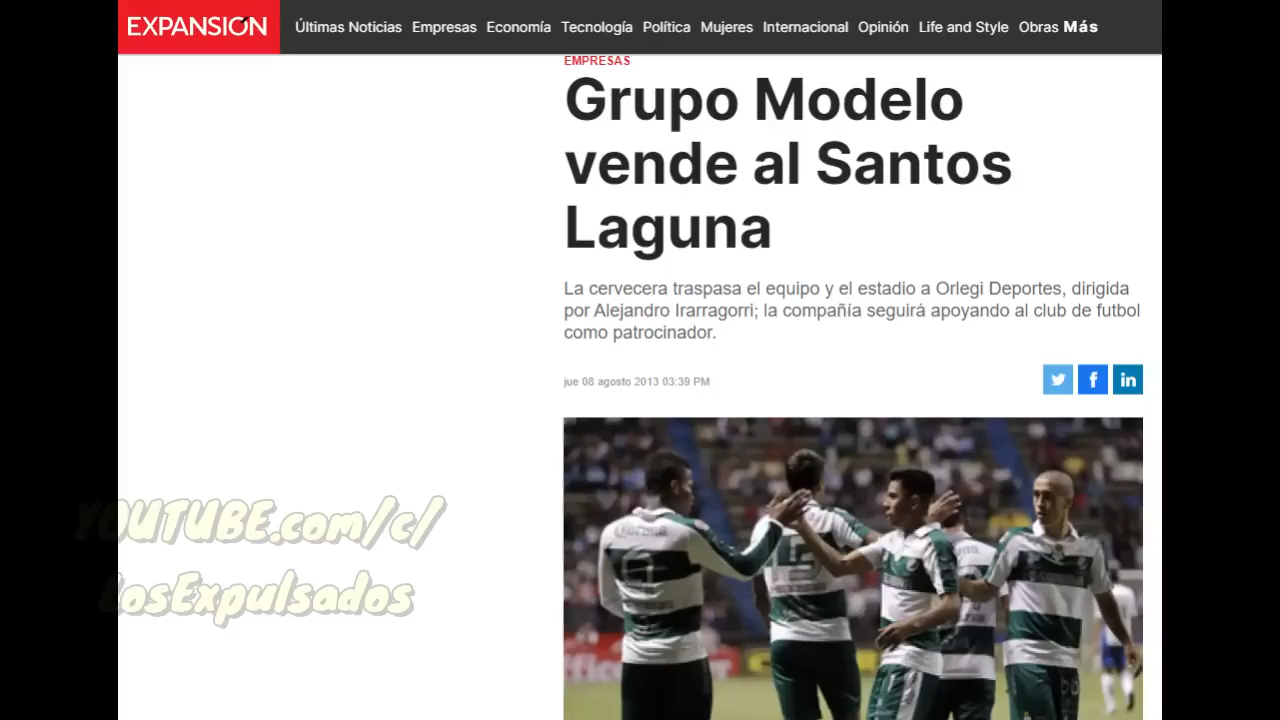 EXPANSIÓN
Últimas Noticias Empresas Economía Tecnología Política Mujeres Internacional Opinión Life and Style Obras Más
EMPRESAS
Grupo Modelo
vende al Santos
Laguna
La cervecera traspasa el equipo y el estadio a Orlegi Deportes, dirigida
por Alejandro Irarragorri; la compañía seguirá apoyando al club de futbol
como patrocinador.
jue 08 agosto 2013 03:39 PM
YOUTUBE.com/c/
LosExpulsados
Corona